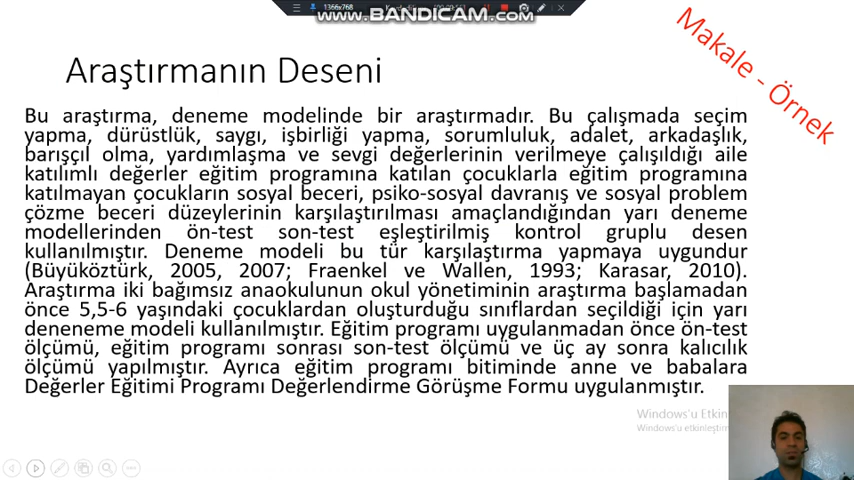 1366x768
www.BANDICAM.com
Makale - Örnek
Araştırmanın Deseni
Bu araştırma, deneme modelinde bir araştırmadır. Bu çalışmada seçim
yapma, dürüstlük, saygı, işbirliği yapma, sorumluluk, adalet, arkadaşlık,
barışçıl olma, yardımlaşma ve sevgi değerlerinin verilmeye çalışıldığı aile
katılımlı değerler eğitim programına katılan çocuklarla eğitim programına
katılmayan çocukların sosyal beceri, psiko-sosyal davranış ve sosyal problem
çözme beceri düzeylerinin karşılaştırılması amaçlandığından yarı deneme
modellerinden ön-test son-test eşleştirilmiş kontrol gruplu desen
kullanılmıştır. Deneme modeli bu tür karşılaştırma yapmaya uygundur
(Büyüköztürk, 2005, 2007; Fraenkel ve Wallen, 1993; Karasar, 2010).
Araştırma iki bağımsız anaokulunun okul yönetiminin araştırma başlamadan
önce 5,5-6 yaşındaki çocuklardan oluşturduğu sınıflardan seçildiği için yarı
deneneme modeli kullanılmıştır. Eğitim programı uygulanmadan önce ön-test
ölçümü, eğitim programı sonrası son-test ölçümü ve üç ay sonra kalıcılık
ölçümü yapılmıştır. Ayrıca eğitim programı bitiminde anne ve babalara
Değerler Eğitimi Programı Değerlendirme Görüşme Formu uygulanmıştır.
Windows'u Etkin
Windows'u etkinleştirm